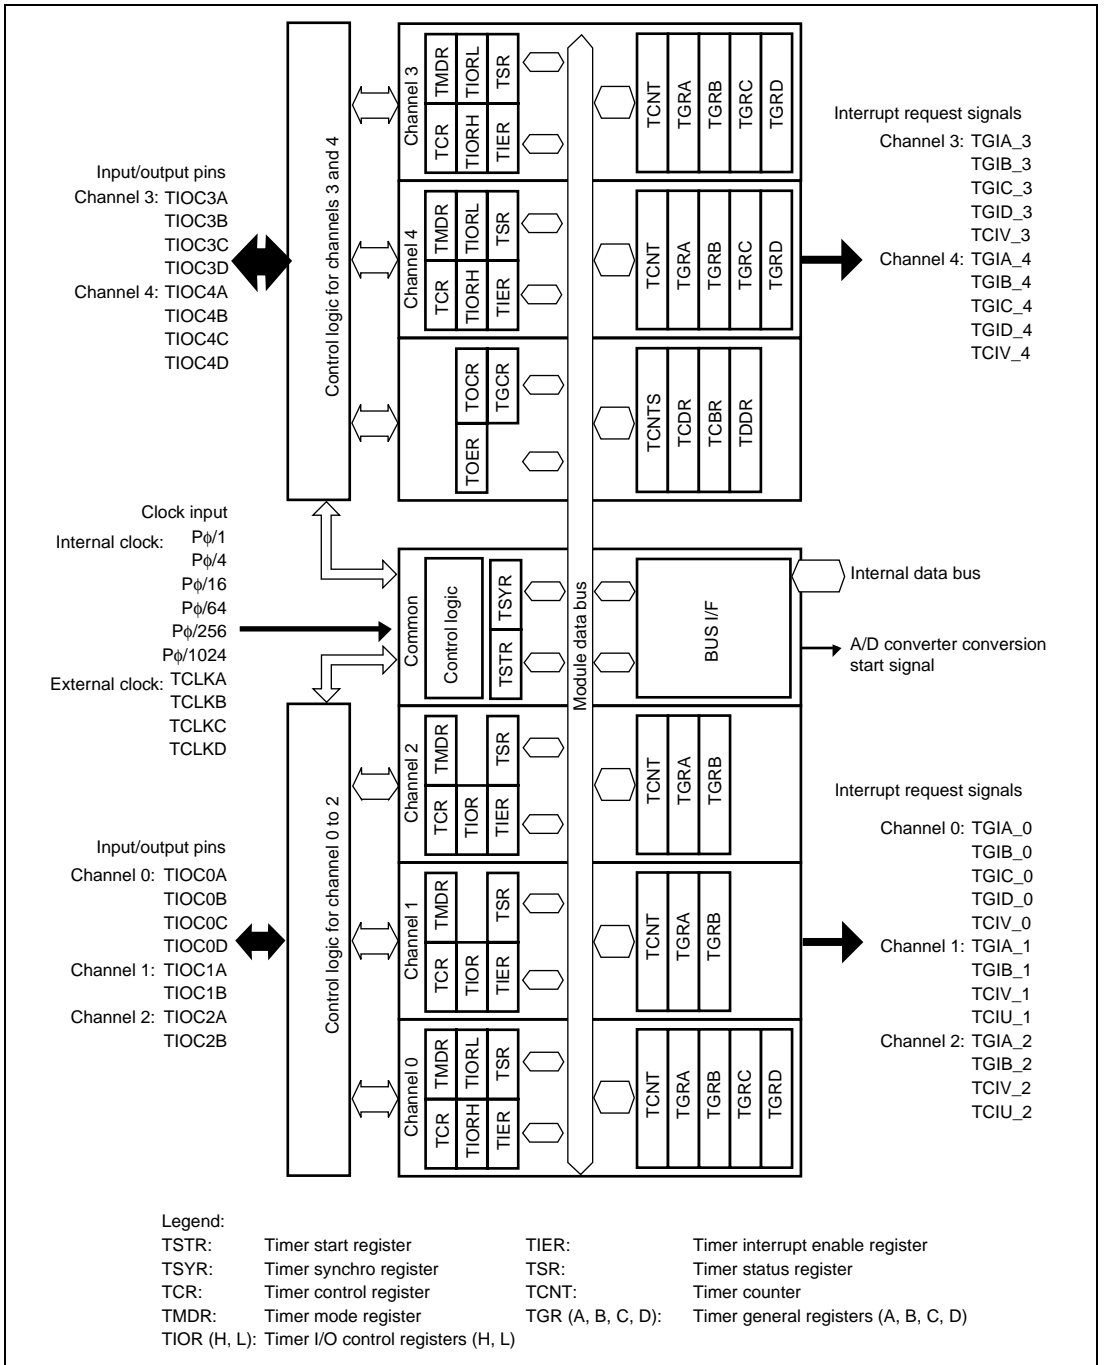 Input/output pins
Channel 3: TIOC3A
TIOC3B
TIOC3C
TIOC3D
Channel 4: TIOC4A
TIOC4B
TIOC4C
TIOC4D
Clock input
Internal clock: Pϕ/1
Pϕ/4
Pϕ/16
Pϕ/64
Pϕ/256
Pϕ/1024
External clock: TCLKA
TCLKB
TCLKC
TCLKD
Input/output pins
Channel 0: TIOC0A
TIOC0B
TIOC0C
TIOC0D
Channel 1: TIOC1A
TIOC1B
Channel 2: TIOC2A
TIOC2B
Control logic for channels 3 and 4
Control logic for channel 0 to 2
Channel 3
TMDR
TIORL
TSR
TCR
TIORH
TIER
TCNT
TGRA
TGRB
TGRC
TGRD
Channel 4
TMDR
TIORL
TSR
TCR
TIORH
TIER
TCNT
TGRA
TGRB
TGRC
TGRD
TOCR
TGCR
TOER
TCNTS
TCDR
TCBR
TDDR
Common
Control logic
TSYR
TSTR
Module data bus
BUS I/F
Channel 2
TMDR
TSR
TCR
TIOR
TIER
TCNT
TGRA
TGRB
Channel 1
TMDR
TSR
TCR
TIOR
TIER
TCNT
TGRA
TGRB
Channel 0
TMDR
TIORL
TSR
TCR
TIORH
TIER
TCNT
TGRA
TGRB
TGRC
TGRD
Interrupt request signals
Channel 3: TGIA_3
TGIB_3
TGIC_3
TGID_3
TCIV_3
Channel 4: TGIA_4
TGIB_4
TGIC_4
TGID_4
TCIV_4
Internal data bus
A/D converter conversion
start signal
Interrupt request signals
Channel 0: TGIA_0
TGIB_0
TGIC_0
TGID_0
TCIV_0
Channel 1: TGIA_1
TGIB_1
TCIV_1
TCIU_1
Channel 2: TGIA_2
TGIB_2
TCIV_2
TCIU_2
Legend:
TSTR: Timer start register
TSYR: Timer synchro register
TCR: Timer control register
TMDR: Timer mode register
TIOR (H, L): Timer I/O control registers (H, L)
TIER: Timer interrupt enable register
TSR: Timer status register
TCNT: Timer counter
TGR (A, B, C, D): Timer general registers (A, B, C, D)